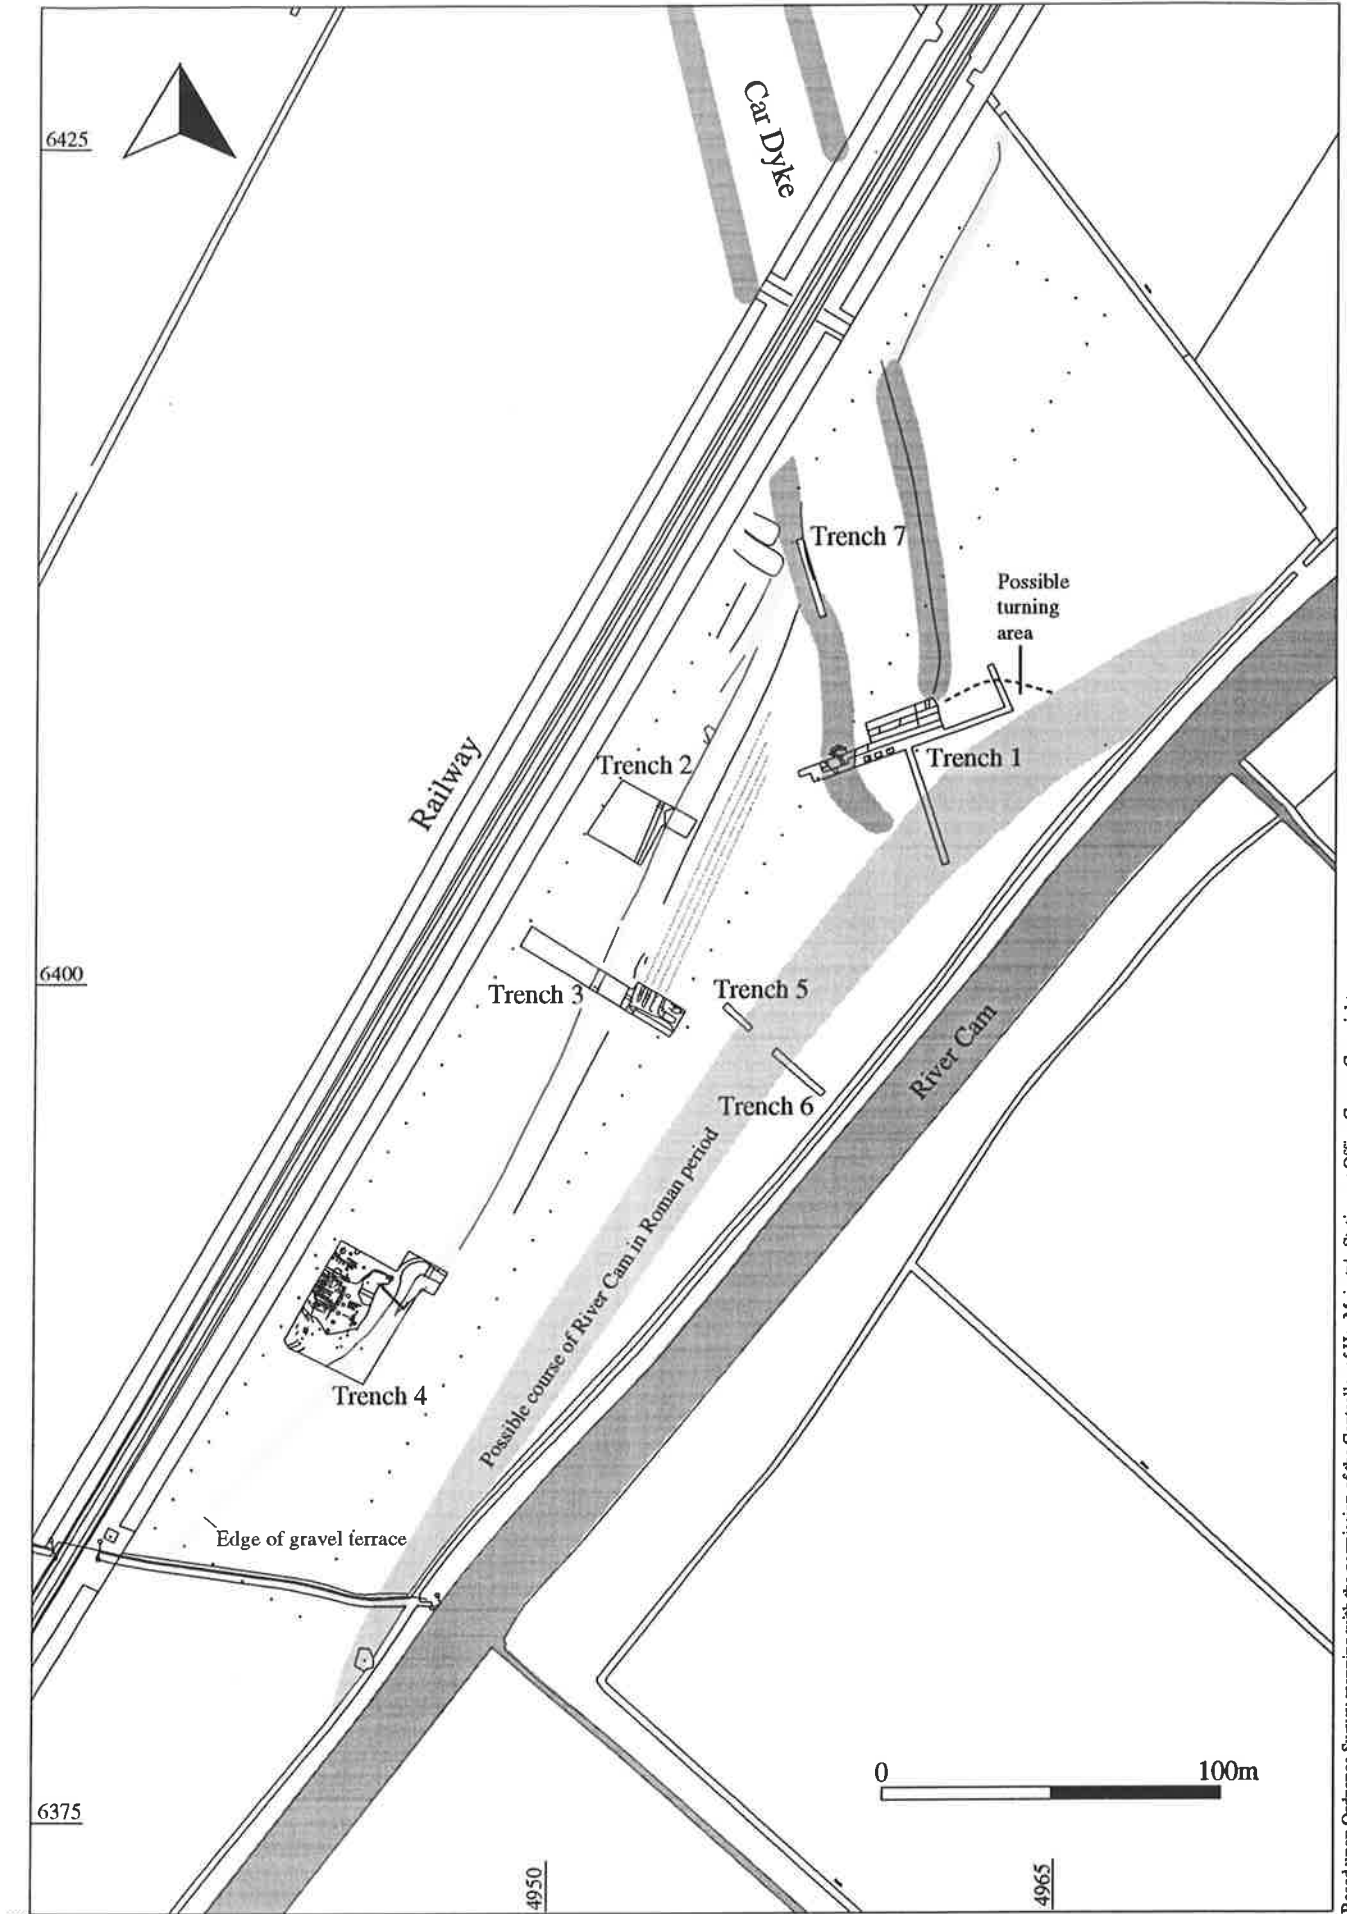 6425
Car Dyke
Trench 7
Possible
turning
area
Trench 1
Trench 2
Railway
6400
Trench 3
Trench 5
Trench 6
River Cam
Possible course of River Cam in Roman period
Trench 4
Edge of gravel terrace
0 100m
6375
4950
4965